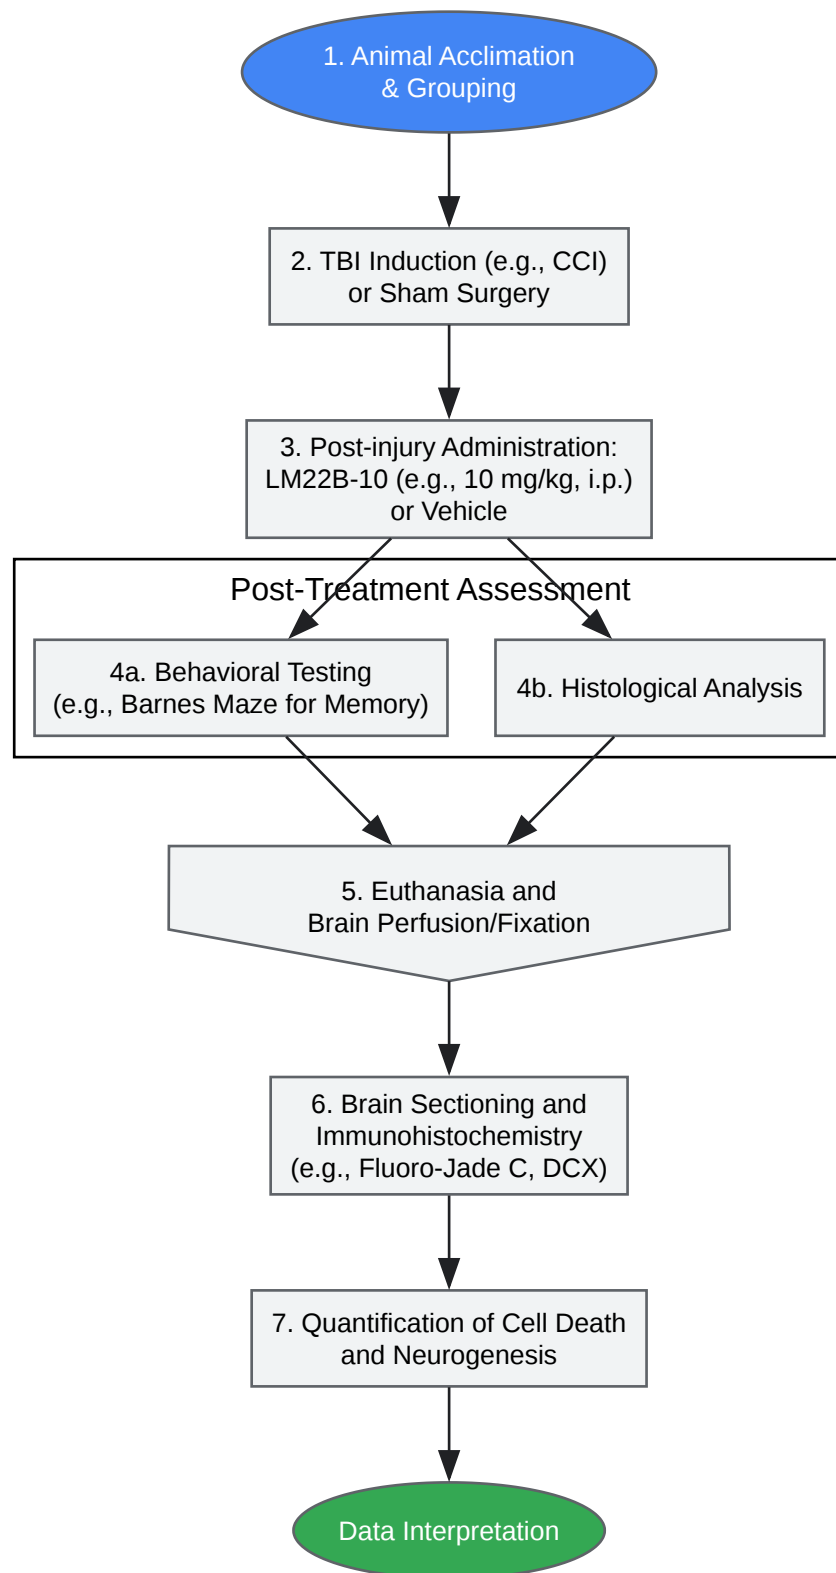 1. Animal Acclimation
& Grouping
2. TBI Induction (e.g., CCI)
or Sham Surgery
3. Post-injury Administration:
LM22B-10 (e.g., 10 mg/kg, i.p.)
or Vehicle
Post-Treatment Assessment
4a. Behavioral Testing
(e.g., Barnes Maze for Memory)
4b. Histological Analysis
5. Euthanasia and
Brain Perfusion/Fixation
6. Brain Sectioning and
Immunohistochemistry
(e.g., Fluoro-Jade C, DCX)
7. Quantification of Cell Death
and Neurogenesis
Data Interpretation